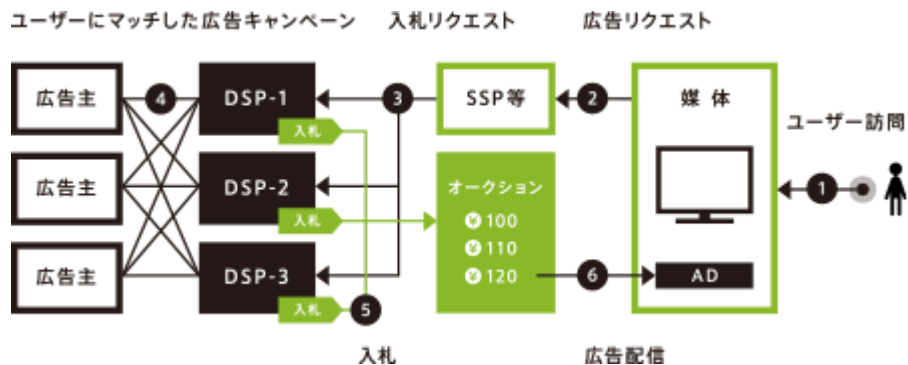 ユーザーにマッチした広告キャンペーン
入札リクエスト
広告リクエスト
広告主
4
DSP-1
入札
3
SSP等
2
媒体
ユーザー訪問
1
広告主
DSP-2
入札
オークション
¥100
¥110
¥120
広告主
DSP-3
入札
5
6
AD
入札
広告配信